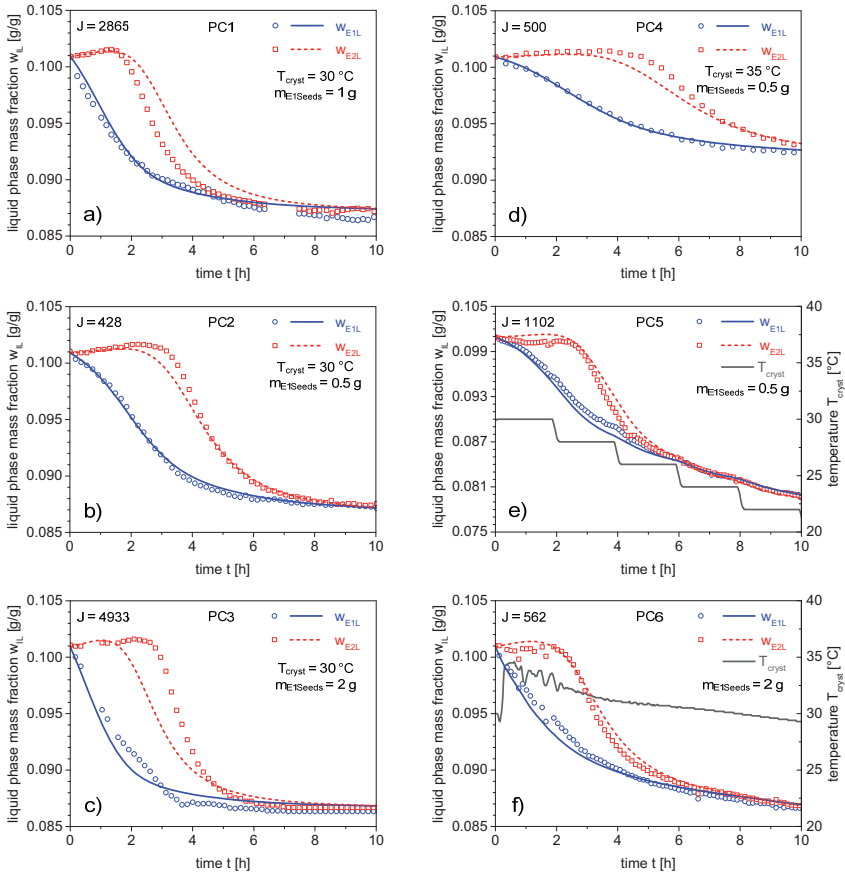 J = 2865
PC1
w_E1L
w_E2L
T_cryst = 30 °C
m_E1Seeds = 1 g
a)
liquid phase mass fraction w_IL [g/g]
0.105
0.100
0.095
0.090
0.085
0 2 4 6 8 10
time t [h]
J = 500
PC4
w_E1L
w_E2L
T_cryst = 35 °C
m_E1Seeds = 0.5 g
d)
liquid phase mass fraction w_IL [g/g]
0.105
0.100
0.095
0.090
0.085
0 2 4 6 8 10
time t [h]
J = 428
PC2
w_E1L
w_E2L
T_cryst = 30 °C
m_E1Seeds = 0.5 g
b)
liquid phase mass fraction w_IL [g/g]
0.105
0.100
0.095
0.090
0.085
0 2 4 6 8 10
time t [h]
J = 1102
PC5
w_E1L
w_E2L
T_cryst
m_E1Seeds = 0.5 g
e)
liquid phase mass fraction w_IL [g/g]
0.105
0.099
0.093
0.087
0.081
0.075
40
35
30
25
20
temperature T_cryst [°C]
0 2 4 6 8 10
time t [h]
J = 4933
PC3
w_E1L
w_E2L
T_cryst = 30 °C
m_E1Seeds = 2 g
c)
liquid phase mass fraction w_IL [g/g]
0.105
0.100
0.095
0.090
0.085
0 2 4 6 8 10
time t [h]
J = 562
PC6
w_E1L
w_E2L
T_cryst
m_E1Seeds = 2 g
f)
liquid phase mass fraction w_IL [g/g]
0.105
0.100
0.095
0.090
0.085
40
35
30
25
20
temperature T_cryst [°C]
0 2 4 6 8 10
time t [h]